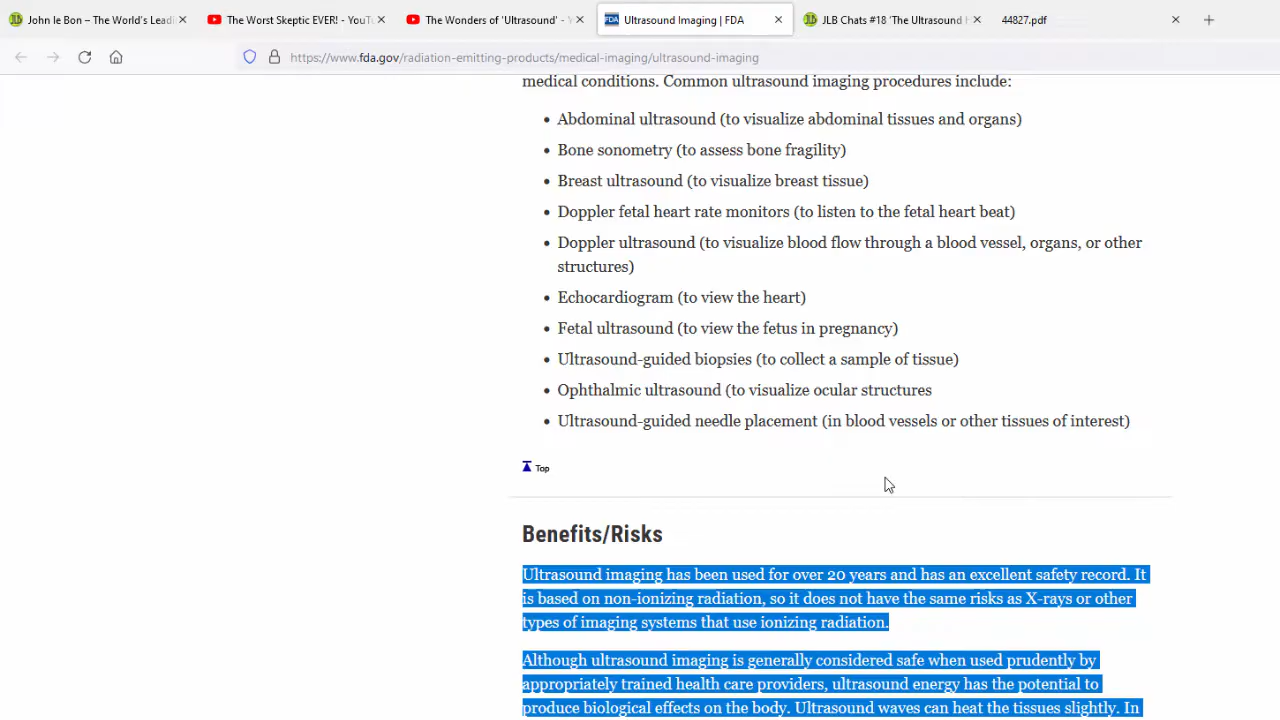 John le Bon – The World's Leadi
The Worst Skeptic EVER! - YouT
The Wonders of 'Ultrasound' -
Ultrasound Imaging | FDA
JLB Chats #18 'The Ultrasound
44827.pdf
https://www.fda.gov/radiation-emitting-products/medical-imaging/ultrasound-imaging
medical conditions. Common ultrasound imaging procedures include:
• Abdominal ultrasound (to visualize abdominal tissues and organs)
• Bone sonometry (to assess bone fragility)
• Breast ultrasound (to visualize breast tissue)
• Doppler fetal heart rate monitors (to listen to the fetal heart beat)
• Doppler ultrasound (to visualize blood flow through a blood vessel, organs, or other
structures)
• Echocardiogram (to view the heart)
• Fetal ultrasound (to view the fetus in pregnancy)
• Ultrasound-guided biopsies (to collect a sample of tissue)
• Ophthalmic ultrasound (to visualize ocular structures
• Ultrasound-guided needle placement (in blood vessels or other tissues of interest)
Top
Benefits/Risks
Ultrasound imaging has been used for over 20 years and has an excellent safety record. It
is based on non-ionizing radiation, so it does not have the same risks as X-rays or other
types of imaging systems that use ionizing radiation.
Although ultrasound imaging is generally considered safe when used prudently by
appropriately trained health care providers, ultrasound energy has the potential to
produce biological effects on the body. Ultrasound waves can heat the tissues slightly. In